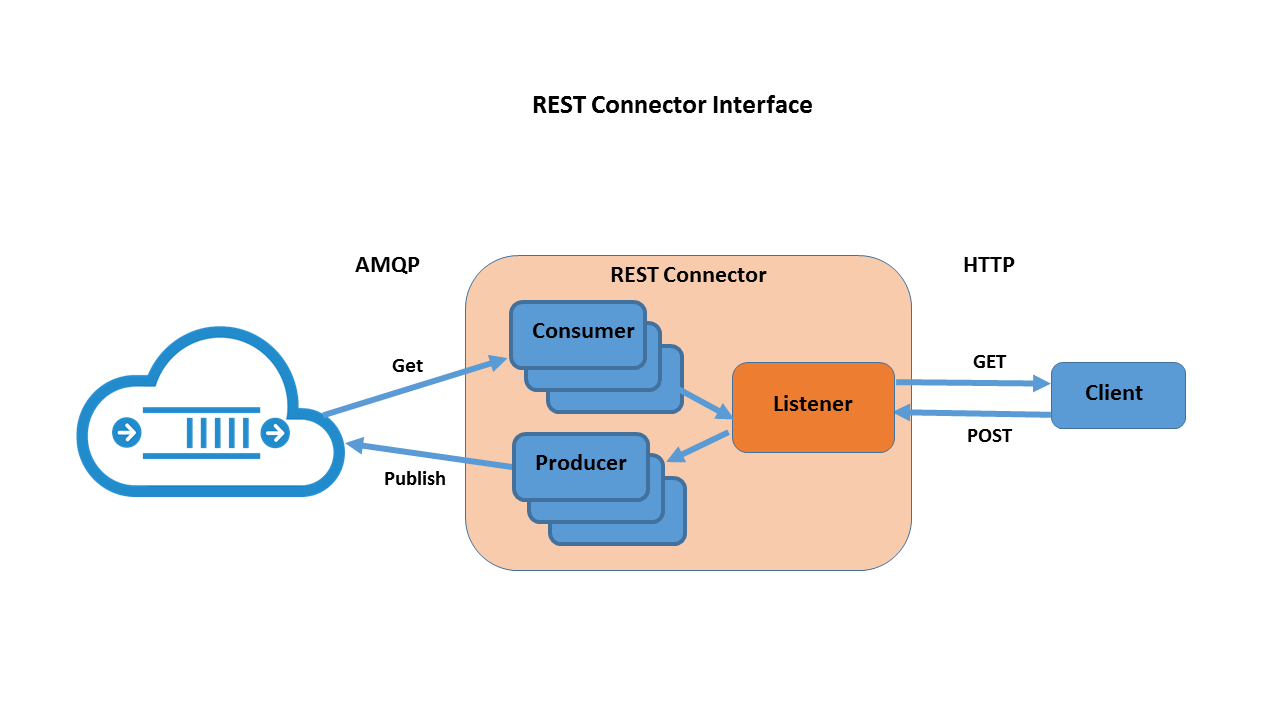 REST Connector Interface
AMQP
REST Connector
HTTP
Consumer
Get
GET
Listener
Client
POST
Producer
Publish